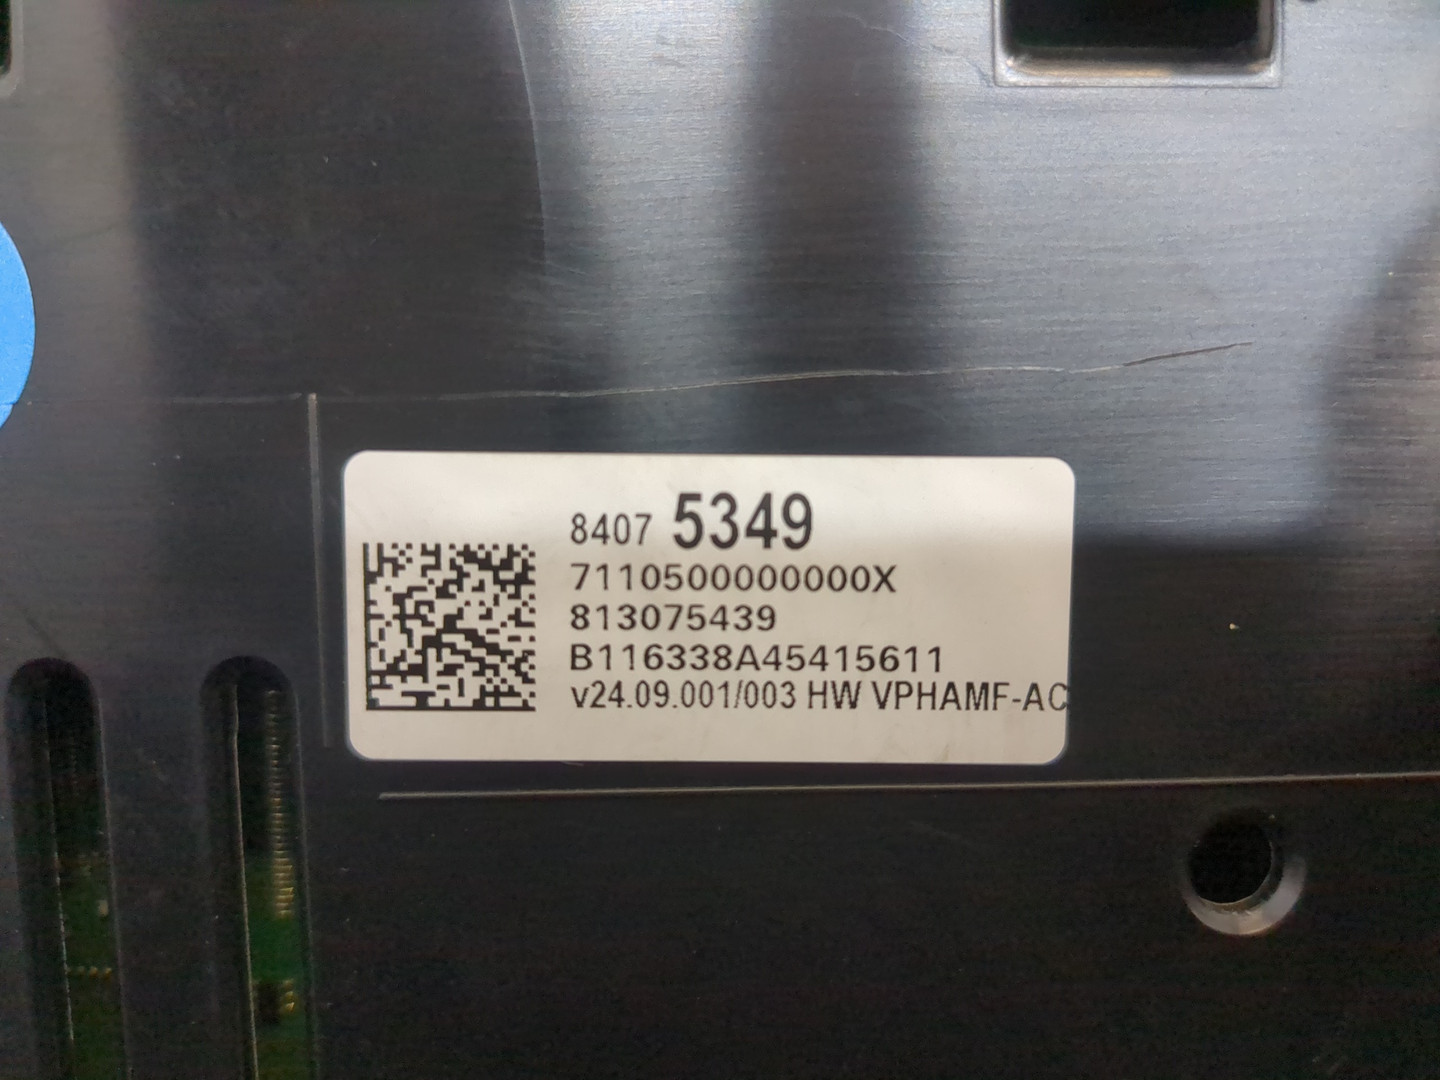 8407 5349
7110500000000X
813075439
B116338A45415611
v24.09.001/003 HW VPHAMF-AC